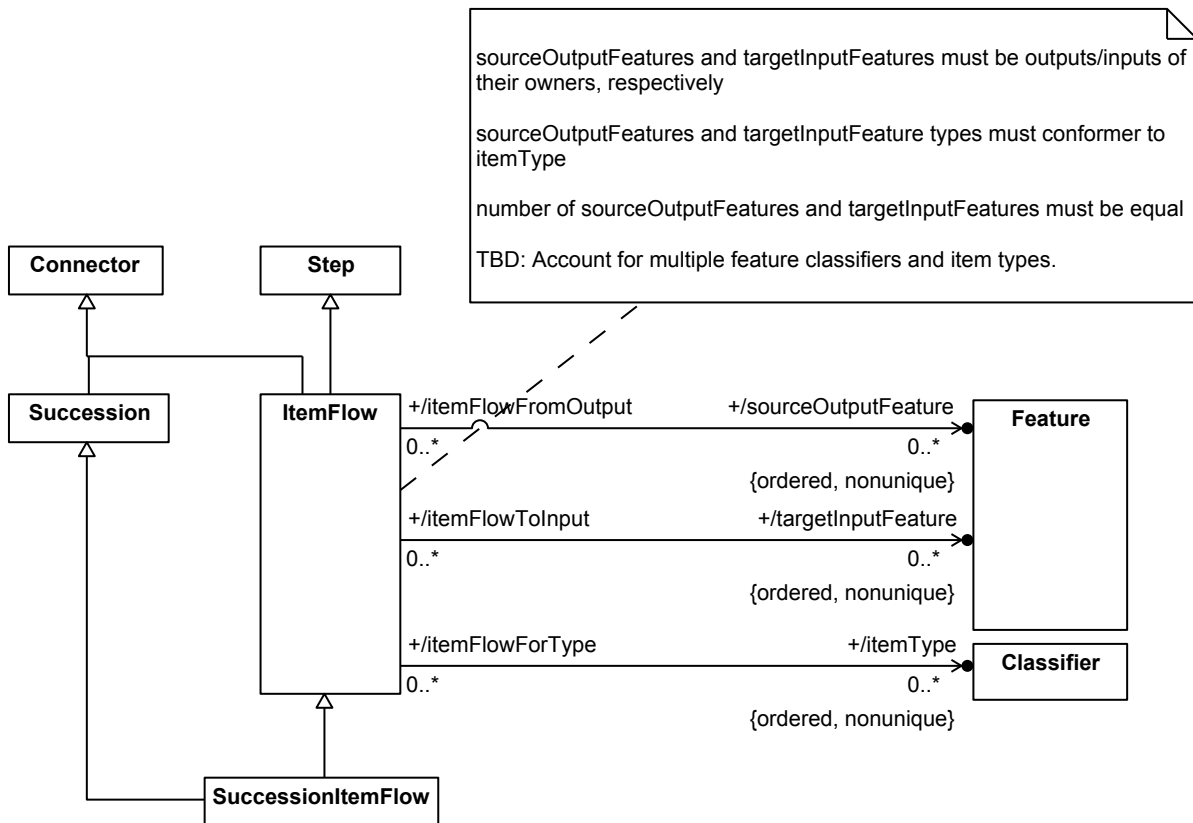 sourceOutputFeatures and targetInputFeatures must be outputs/inputs of
their owners, respectively
sourceOutputFeatures and targetInputFeature types must conformer to
itemType
number of sourceOutputFeatures and targetInputFeatures must be equal
TBD: Account for multiple feature classifiers and item types.
Connector
Step
Succession
ItemFlow
+/itemFlowFromOutput
+/sourceOutputFeature
Feature
0..*
0..*
{ordered, nonunique}
+/itemFlowToInput
+/targetInputFeature
0..*
0..*
{ordered, nonunique}
+/itemFlowForType
+/itemType
Classifier
0..*
0..*
{ordered, nonunique}
SuccessionItemFlow